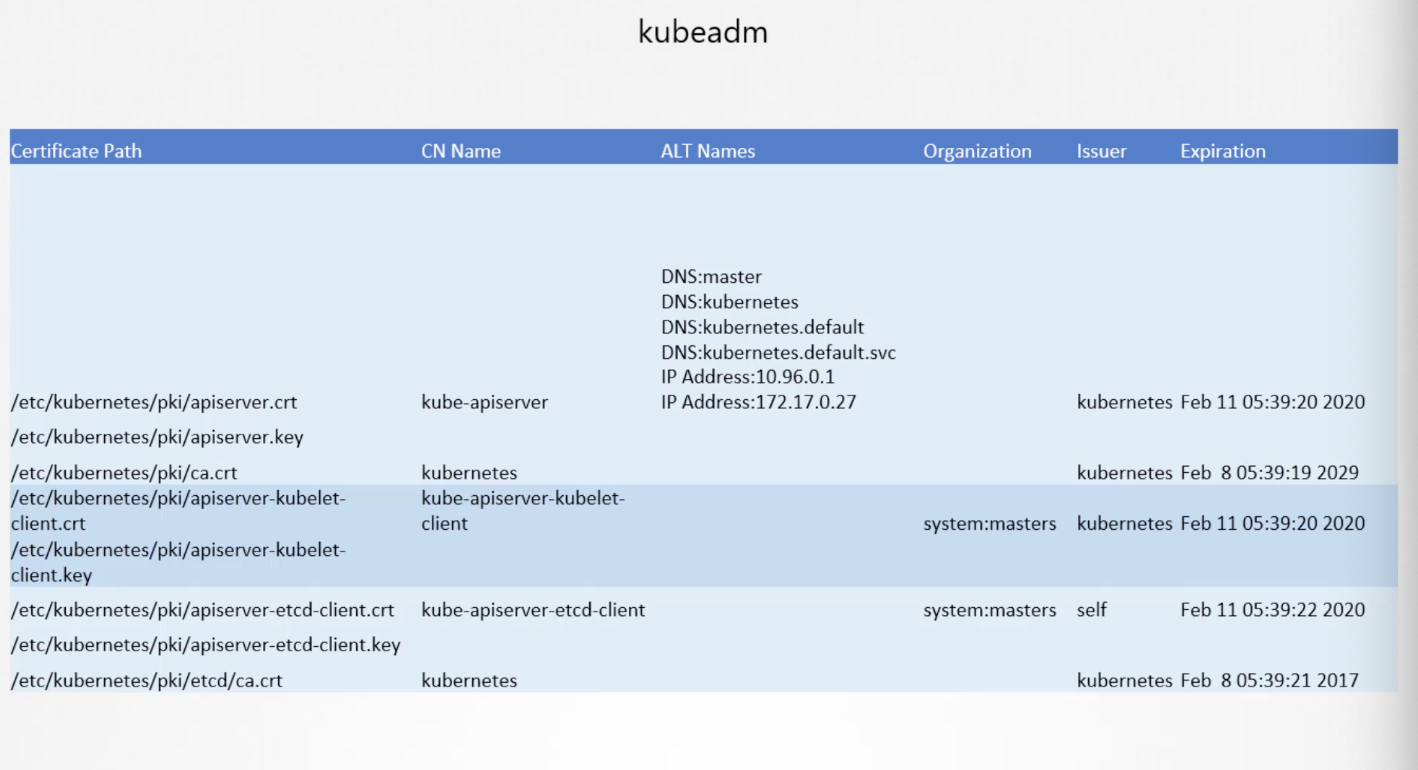 kubeadm
Certificate Path CN Name ALT Names Organization Issuer Expiration
DNS:master
DNS:kubernetes
DNS:kubernetes.default
DNS:kubernetes.default.svc
IP Address:10.96.0.1
/etc/kubernetes/pki/apiserver.crt kube-apiserver IP Address:172.17.0.27 kubernetes Feb 11 05:39:20 2020
/etc/kubernetes/pki/apiserver.key
/etc/kubernetes/pki/ca.crt kubernetes kubernetes Feb 8 05:39:19 2029
/etc/kubernetes/pki/apiserver-kubelet- kube-apiserver-kubelet-
client.crt client system:masters kubernetes Feb 11 05:39:20 2020
/etc/kubernetes/pki/apiserver-kubelet-
client.key
/etc/kubernetes/pki/apiserver-etcd-client.crt kube-apiserver-etcd-client system:masters self Feb 11 05:39:22 2020
/etc/kubernetes/pki/apiserver-etcd-client.key
/etc/kubernetes/pki/etcd/ca.crt kubernetes kubernetes Feb 8 05:39:21 2017